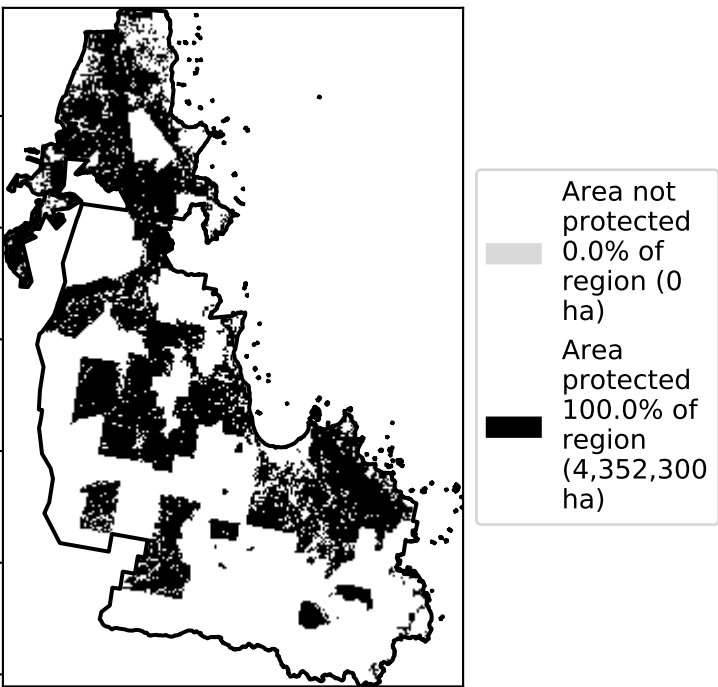 Area not
protected
0.0% of
region (0
ha)
Area
protected
100.0% of
region
(4,352,300
ha)